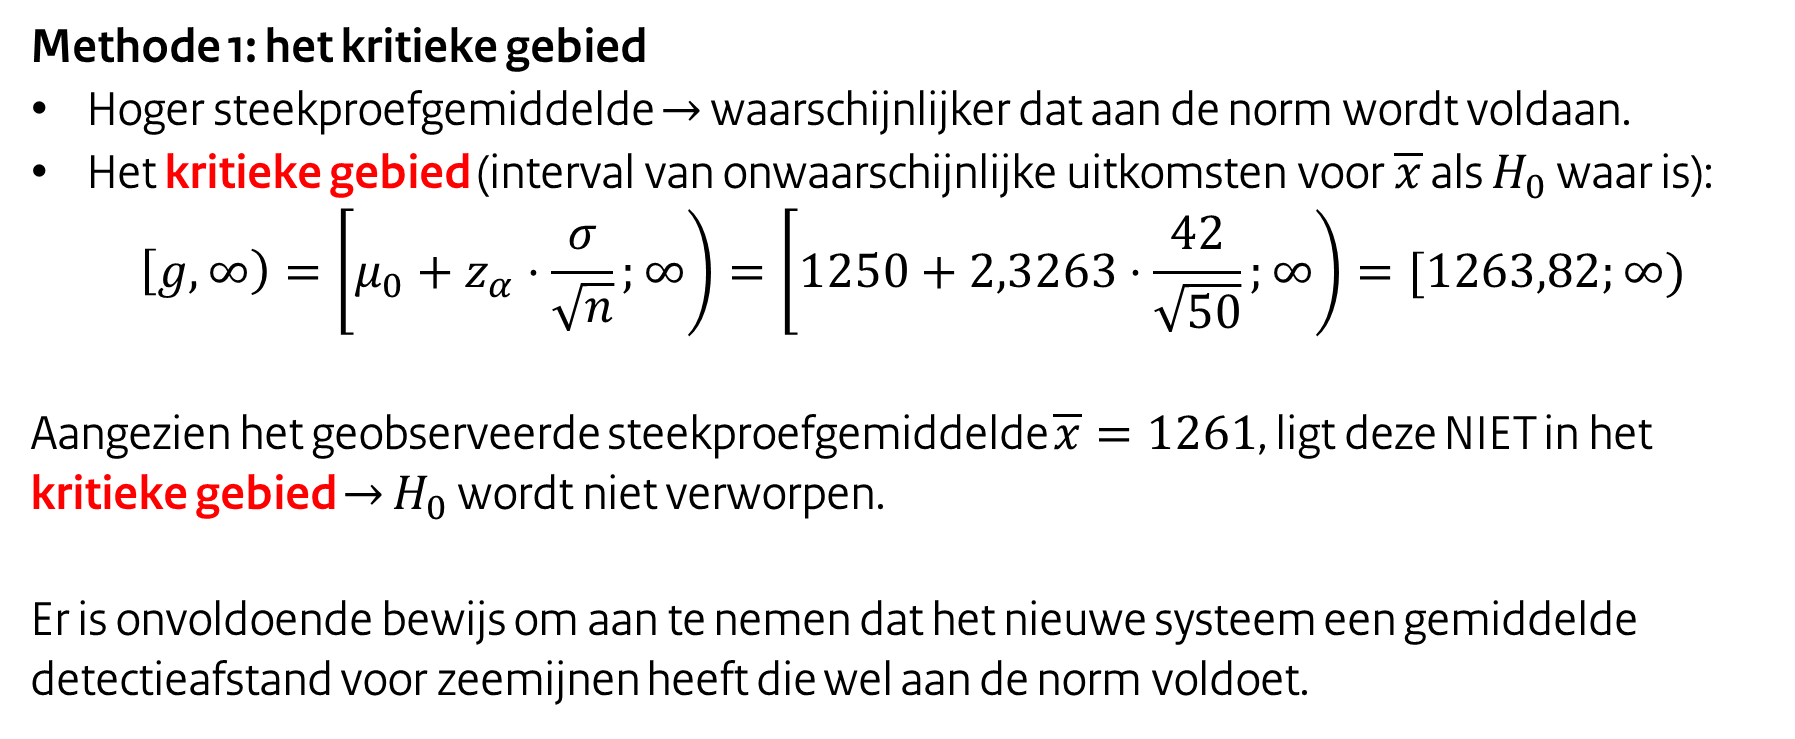 Methode 1: het kritieke gebied
• Hoger steekproefgemiddelde → waarschijnlijker dat aan de norm wordt voldaan.
• Het kritieke gebied (interval van onwaarschijnlijke uitkomsten voor x̄ als H₀ waar is):
[g, ∞) = [μ₀ + z_α · σ/√n; ∞) = [1250 + 2,3263 · 42/√50; ∞) = [1263,82; ∞)
Aangezien het geobserveerde steekproefgemiddelde x̄ = 1261, ligt deze NIET in het
kritieke gebied → H₀ wordt niet verworpen.
Er is onvoldoende bewijs om aan te nemen dat het nieuwe systeem een gemiddelde
detectieafstand voor zeemijnen heeft die wel aan de norm voldoet.